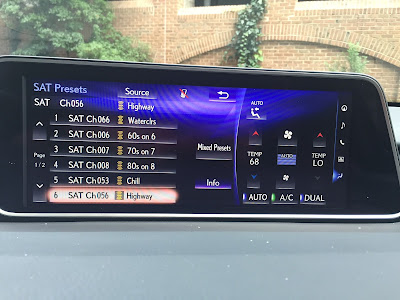 SAT Presets Source
SAT Ch056 Highway
1 SAT Ch066 Waterclrs
2 SAT Ch006 60s on 6
3 SAT Ch007 70s on 7
4 SAT Ch008 80s on 8
5 SAT Ch053 Chill
6 SAT Ch056 Highway
Page
1 / 2
Mixed Presets
Info
AUTO
TEMP
68
TEMP
LO
AUTO A/C DUAL